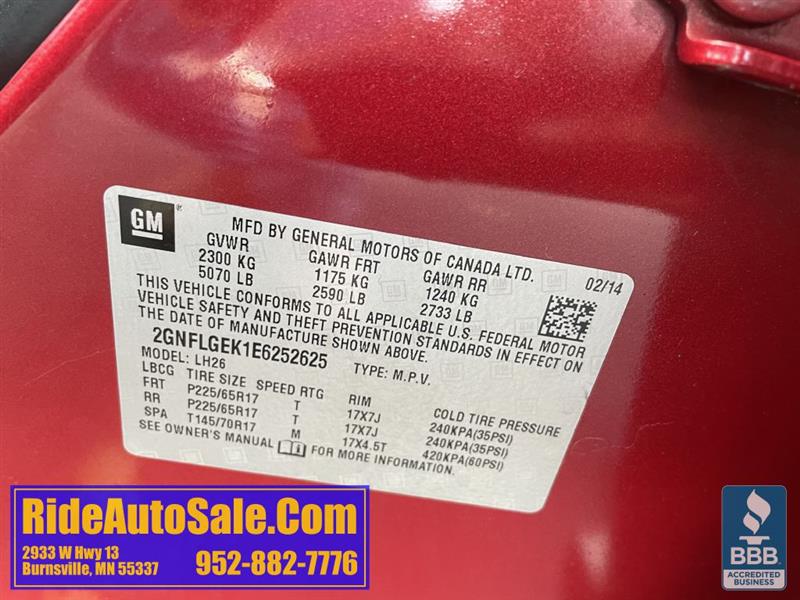 GM
MFD BY GENERAL MOTORS OF CANADA LTD.
GVWR GAWR FRT GAWR RR 02/14
2300 KG 1175 KG 1240 KG
5070 LB 2590 LB 2733 LB
THIS VEHICLE CONFORMS TO ALL APPLICABLE U.S. FEDERAL MOTOR
VEHICLE SAFETY AND THEFT PREVENTION STANDARDS IN EFFECT ON
THE DATE OF MANUFACTURE SHOWN ABOVE.
2GNFLGEK1E6252625
MODEL: LH26 TYPE: M.P.V.
LBCG TIRE SIZE SPEED RTG RIM COLD TIRE PRESSURE
FRT P225/65R17 T 17X7J 240KPA(35PSI)
RR P225/65R17 T 17X7J 240KPA(35PSI)
SPA T145/70R17 M 17X4.5T 420KPA(60PSI)
SEE OWNER'S MANUAL FOR MORE INFORMATION.
RideAutoSale.Com
2933 W Hwy 13
Burnsville, MN 55337
952-882-7776
BBB
ACCREDITED
BUSINESS